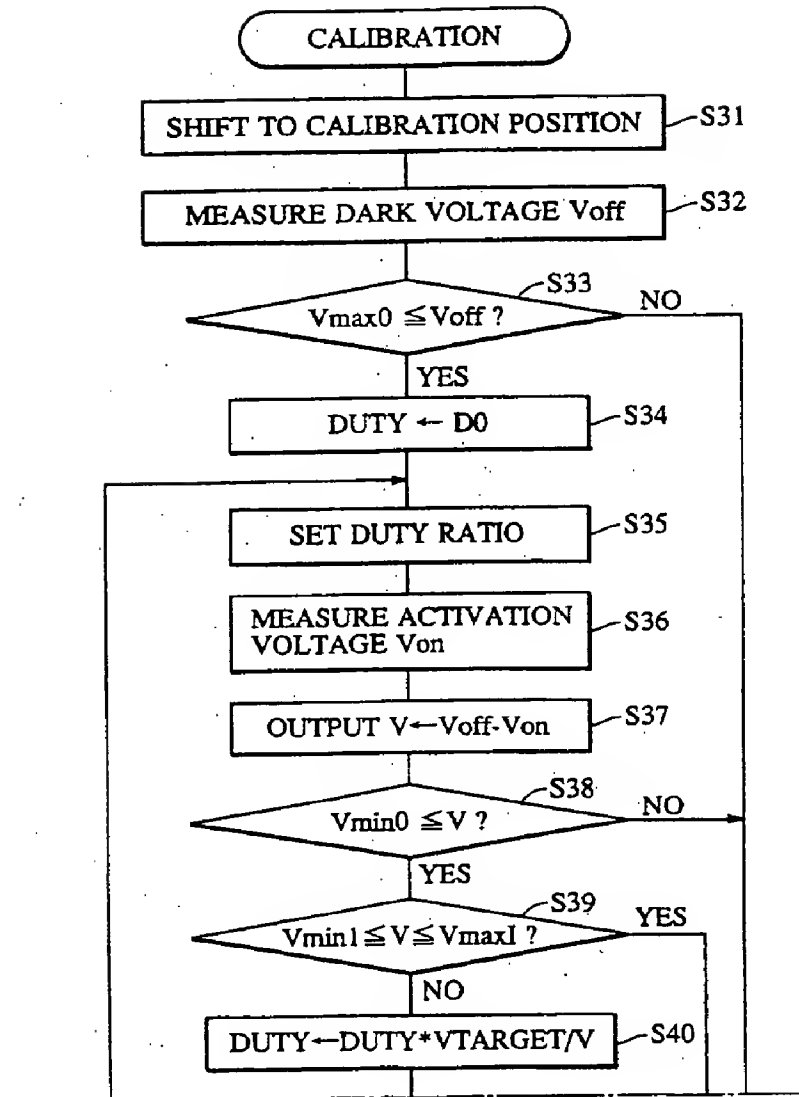 CALIBRATION
SHIFT TO CALIBRATION POSITION
S31
MEASURE DARK VOLTAGE Voff
S32
S33
Vmax0 ≦ Voff ?
NO
YES
DUTY ← D0
S34
SET DUTY RATIO
S35
MEASURE ACTIVATION
VOLTAGE Von
S36
OUTPUT V←Voff-Von
S37
S38
Vmin0 ≦ V ?
NO
YES
S39
Vmin1 ≦ V ≦ Vmax1 ?
YES
NO
DUTY←DUTY*VTARGET/V
S40